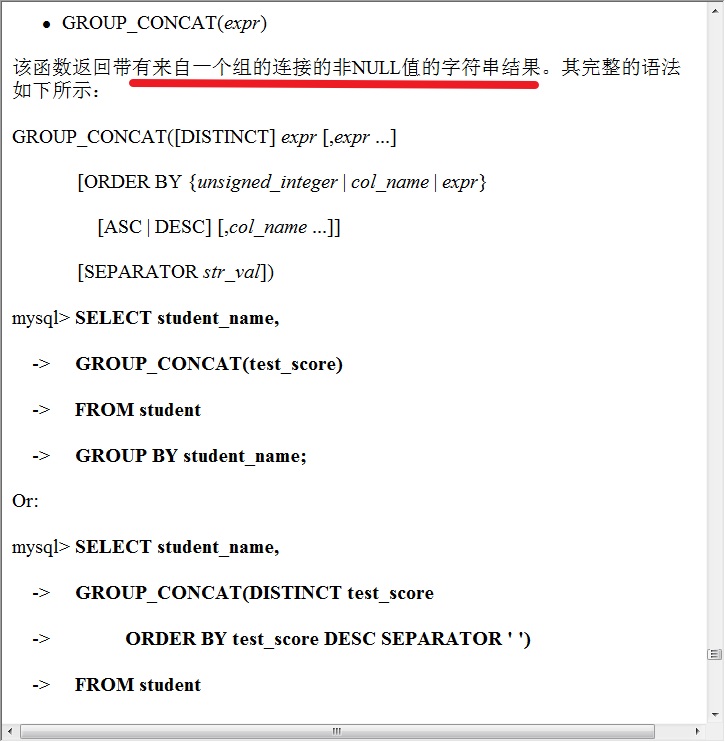 • GROUP_CONCAT(expr)
该函数返回带有来自一个组的连接的非NULL值的字符串结果。其完整的语法
如下所示：
GROUP_CONCAT([DISTINCT] expr [,expr ...]
[ORDER BY {unsigned_integer | col_name | expr}
[ASC | DESC] [,col_name ...]]
[SEPARATOR str_val])
mysql> SELECT student_name,
-> GROUP_CONCAT(test_score)
-> FROM student
-> GROUP BY student_name;
Or:
mysql> SELECT student_name,
-> GROUP_CONCAT(DISTINCT test_score
-> ORDER BY test_score DESC SEPARATOR ' ')
-> FROM student